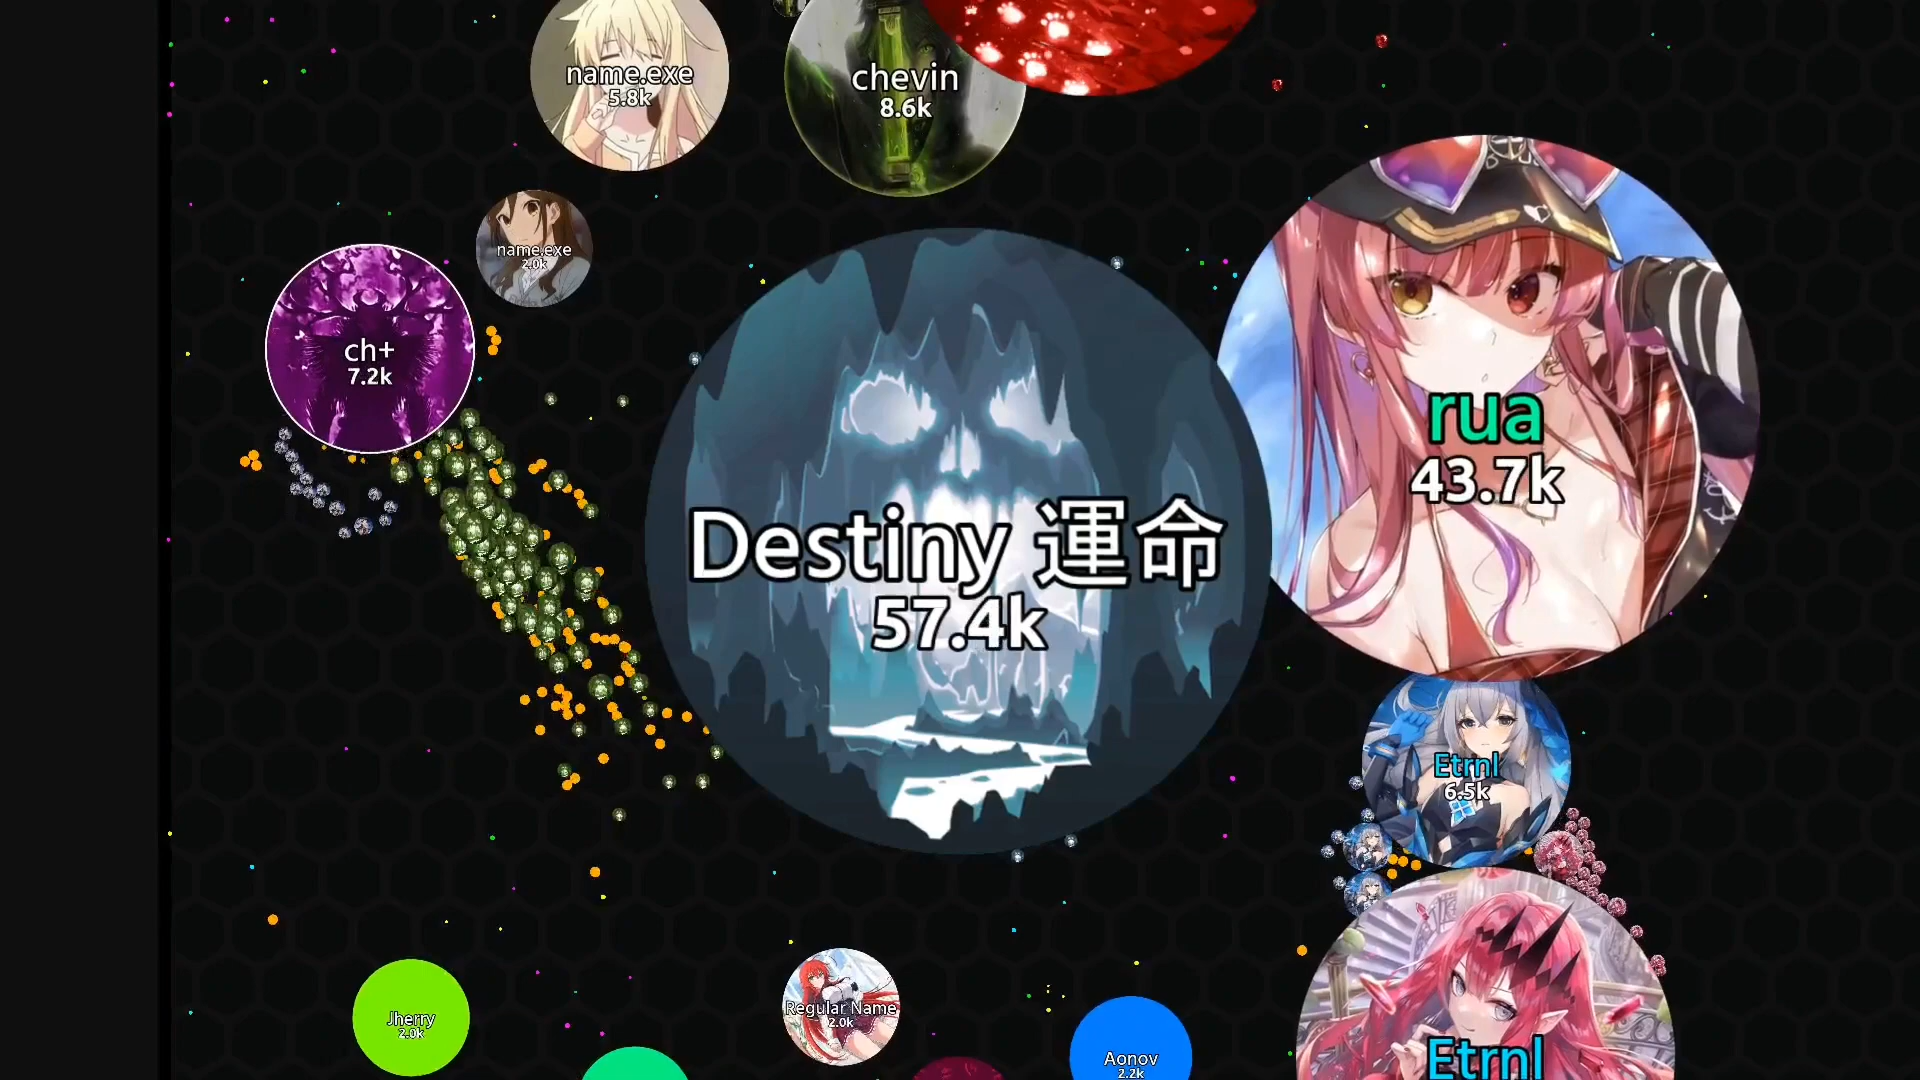 name.exe
5.8k
chevin
8.6k
name.exe
2.0k
ch+
7.2k
rua
43.7k
Destiny 運命
57.4k
Etrnl
6.5k
Jherry
2.0k
Regular Name
2.0k
Aonov
2.2k
Etrnl